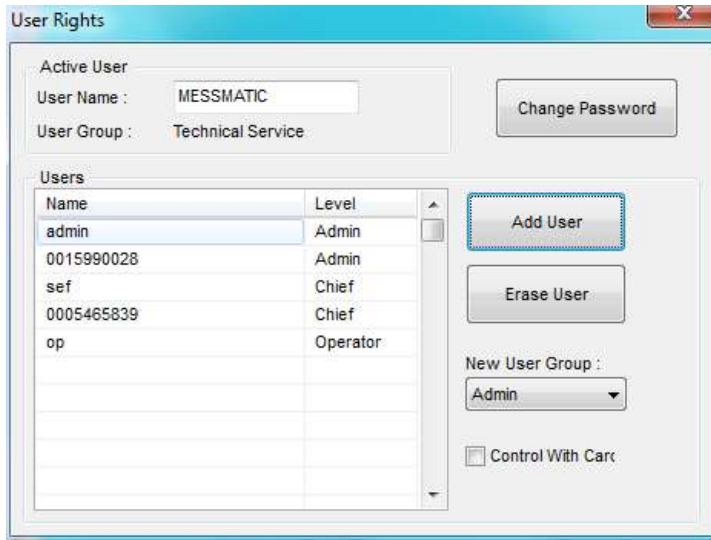 User Rights
Active User
User Name : MESSMATIC
User Group : Technical Service
Change Password
Users
Name Level
admin Admin
0015990028 Admin
sef Chief
0005465839 Chief
op Operator
Add User
Erase User
New User Group :
Admin
Control With Carc